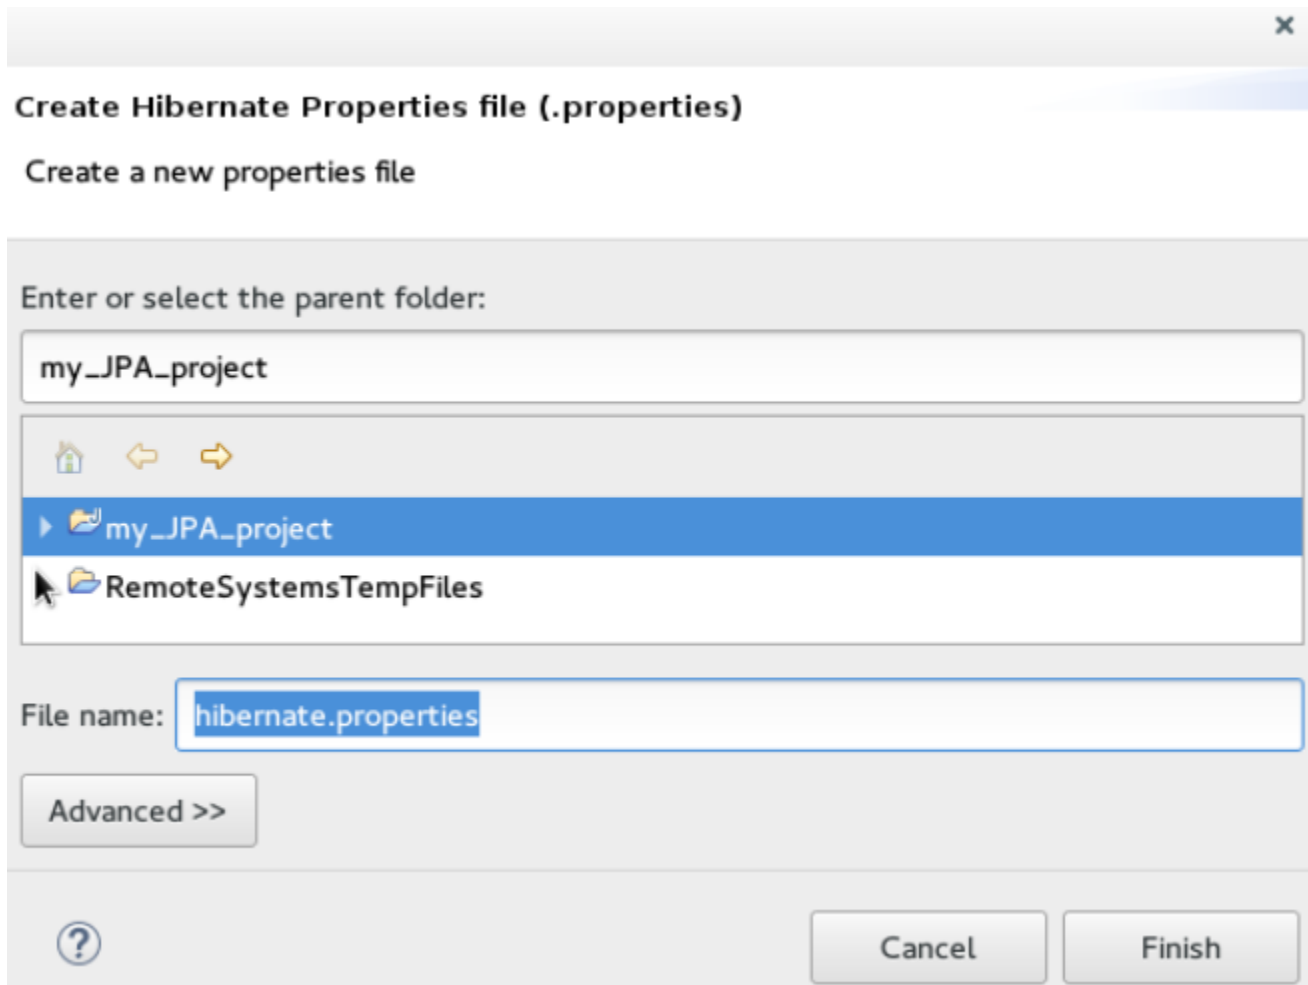 Create Hibernate Properties file (.properties)
Create a new properties file
Enter or select the parent folder:
my_JPA_project
my_JPA_project
RemoteSystemsTempFiles
File name: hibernate.properties
Advanced >>
Cancel Finish